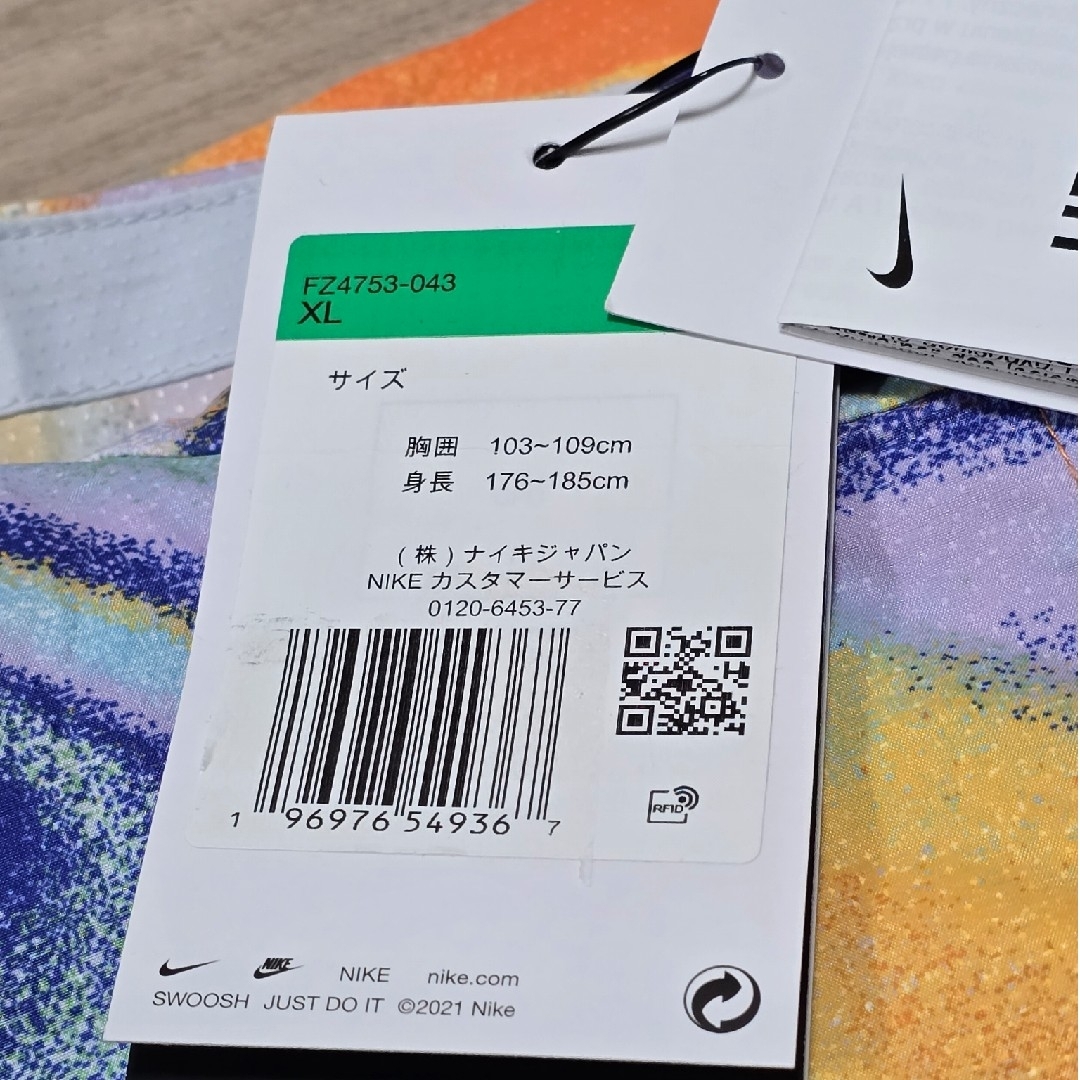 FZ4753-043
XL
サイズ
胸囲 103~109cm
身長 176~185cm
(株)ナイキジャパン
NIKE カスタマーサービス
0120-6453-77
1 96976 54936 7
RFID
NIKE NIKE nike.com
SWOOSH JUST DO IT ©2021 Nike